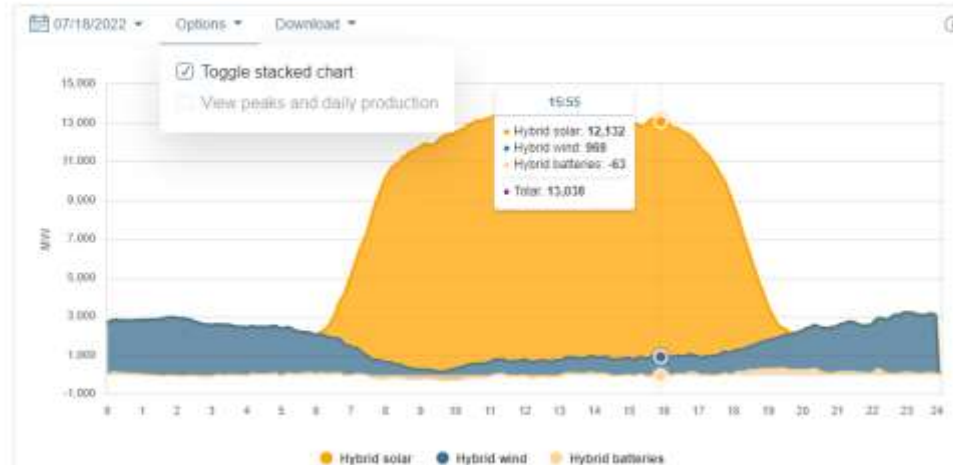 07/18/2022 Options Download
Toggle stacked chart
View peaks and daily production
15:55
Hybrid solar: 12,132
Hybrid wind: 969
Hybrid batteries: -63
Total: 13,038
MW
15,000
13,000
11,000
9,000
7,000
5,000
3,000
1,000
-1,000
0 1 2 3 4 5 6 7 8 9 10 11 12 13 14 15 16 17 18 19 20 21 22 23 24
Hybrid solar Hybrid wind Hybrid batteries